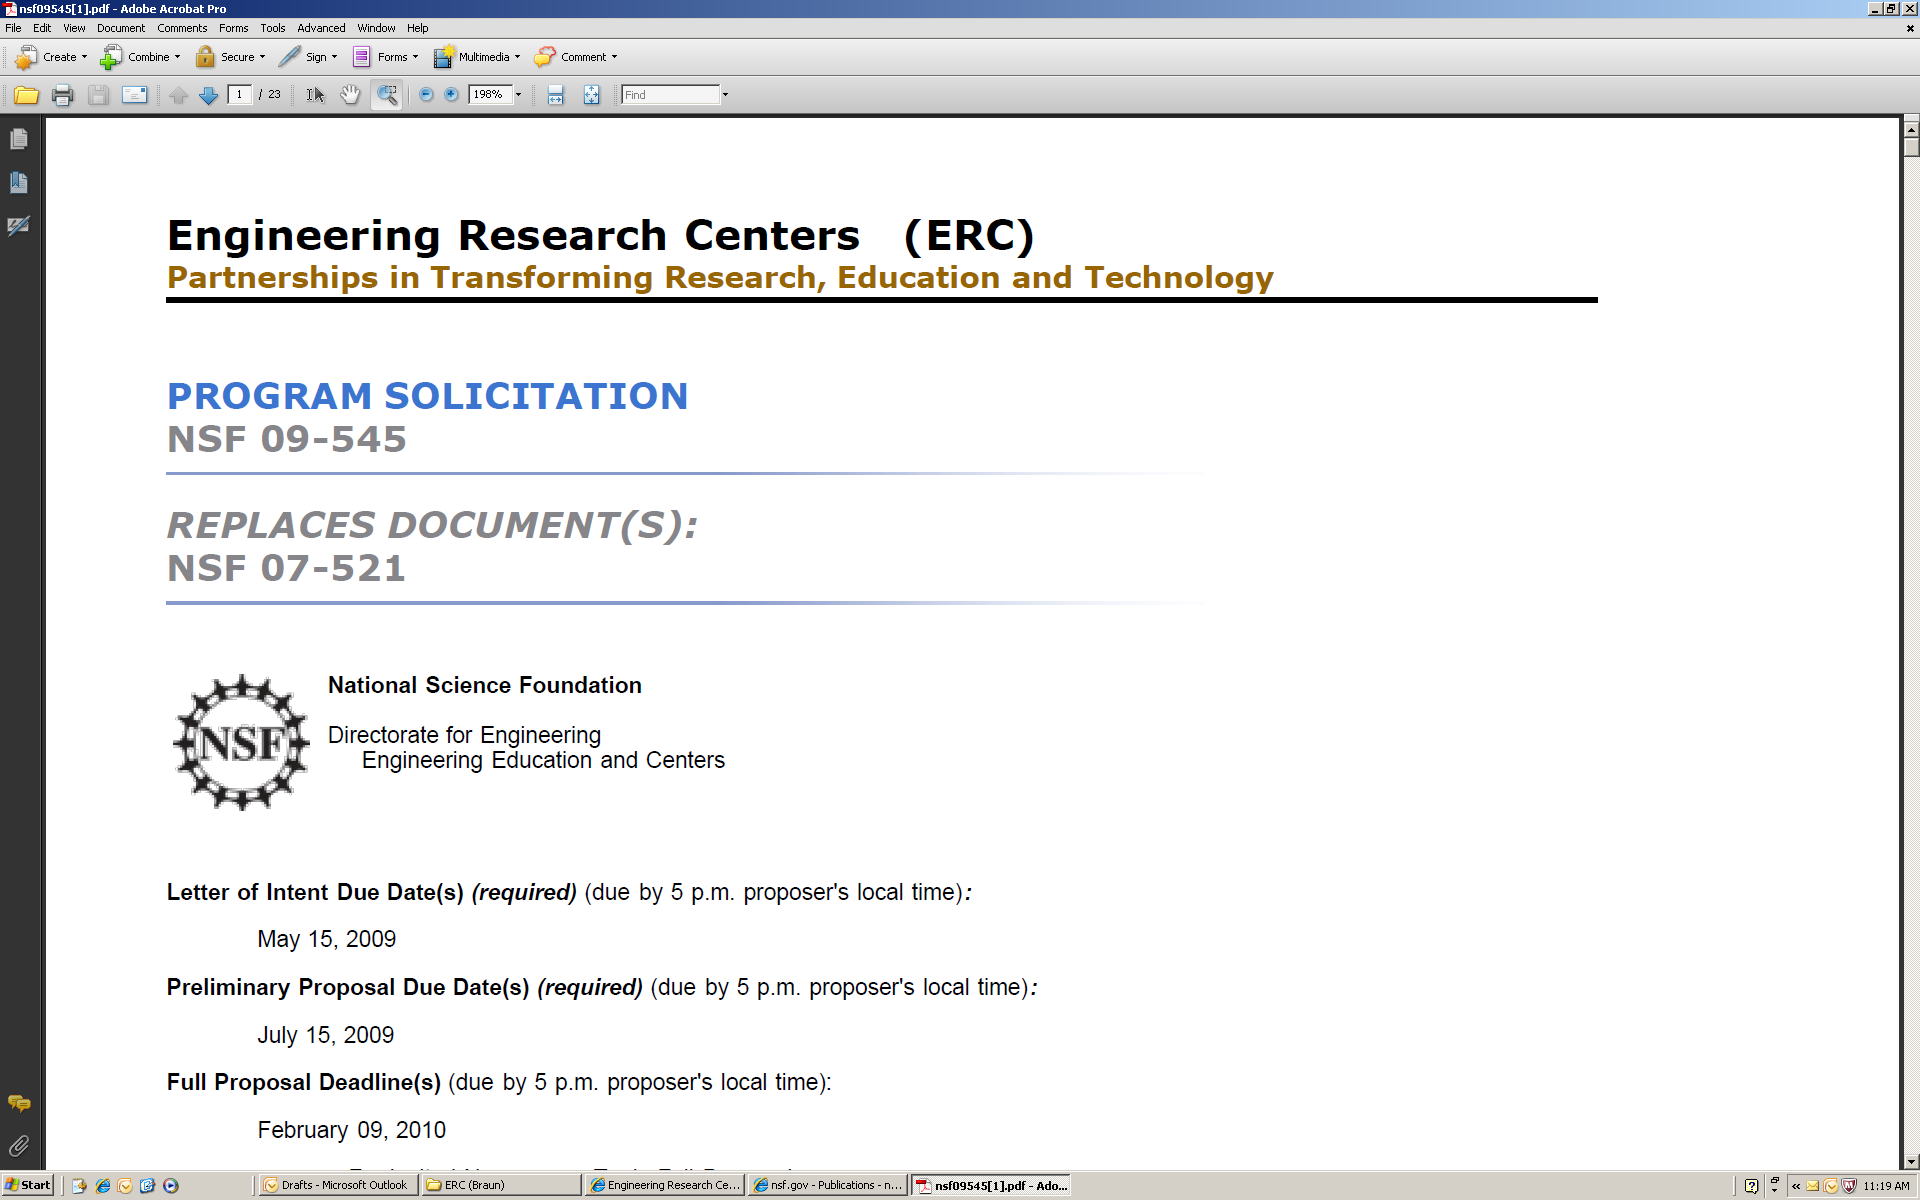 nsf09545[1].pdf - Adobe Acrobat Pro
File Edit View Document Comments Forms Tools Advanced Window Help
Create Combine Secure Sign Forms Multimedia Comment
1 / 23 198% Find
Engineering Research Centers (ERC)
Partnerships in Transforming Research, Education and Technology
PROGRAM SOLICITATION
NSF 09-545
REPLACES DOCUMENT(S):
NSF 07-521
NSF
National Science Foundation
Directorate for Engineering
Engineering Education and Centers
Letter of Intent Due Date(s) (required) (due by 5 p.m. proposer's local time):
May 15, 2009
Preliminary Proposal Due Date(s) (required) (due by 5 p.m. proposer's local time):
July 15, 2009
Full Proposal Deadline(s) (due by 5 p.m. proposer's local time):
February 09, 2010
Start Drafts - Microsoft Outlook ERC (Braun) Engineering Research Ce... nsf.gov - Publications - n... nsf09545[1].pdf - Ado... 11:19 AM